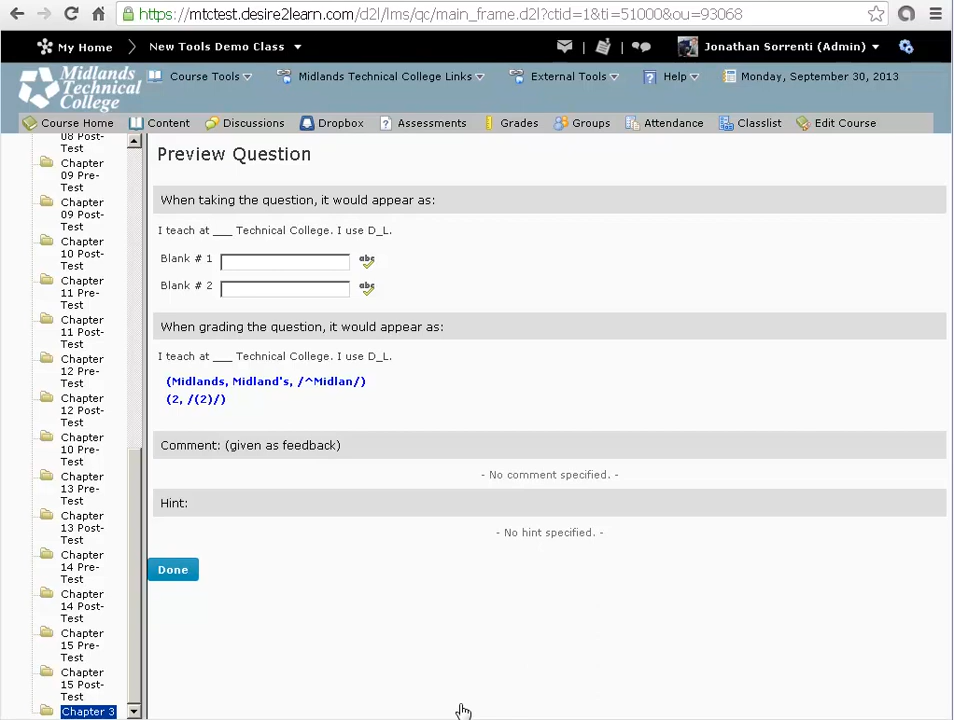 https://mtctest.desire2learn.com/d2l/lms/qc/main_frame.d2l?ctid=1&ti=51000&ou=93068
My Home
New Tools Demo Class
Jonathan Sorrenti (Admin)
Midlands
Technical
College
Course Tools
Midlands Technical College Links
External Tools
Help
Monday, September 30, 2013
Course Home
Content
Discussions
Dropbox
Assessments
Grades
Groups
Attendance
Classlist
Edit Course
08 Post-
Test
Chapter
09 Pre-
Test
Chapter
09 Post-
Test
Chapter
10 Post-
Test
Chapter
11 Pre-
Test
Chapter
11 Post-
Test
Chapter
12 Pre-
Test
Chapter
12 Post-
Test
Chapter
10 Pre-
Test
Chapter
13 Pre-
Test
Chapter
13 Post-
Test
Chapter
14 Pre-
Test
Chapter
14 Post-
Test
Chapter
15 Pre-
Test
Chapter
15 Post-
Test
Chapter 3
Preview Question
When taking the question, it would appear as:
I teach at ___ Technical College. I use D_L.
Blank # 1
abc
Blank # 2
abc
When grading the question, it would appear as:
I teach at ___ Technical College. I use D_L.
(Midlands, Midland's, /^Midlan/)
(2, /(2)/)
Comment: (given as feedback)
- No comment specified. -
Hint:
- No hint specified. -
Done